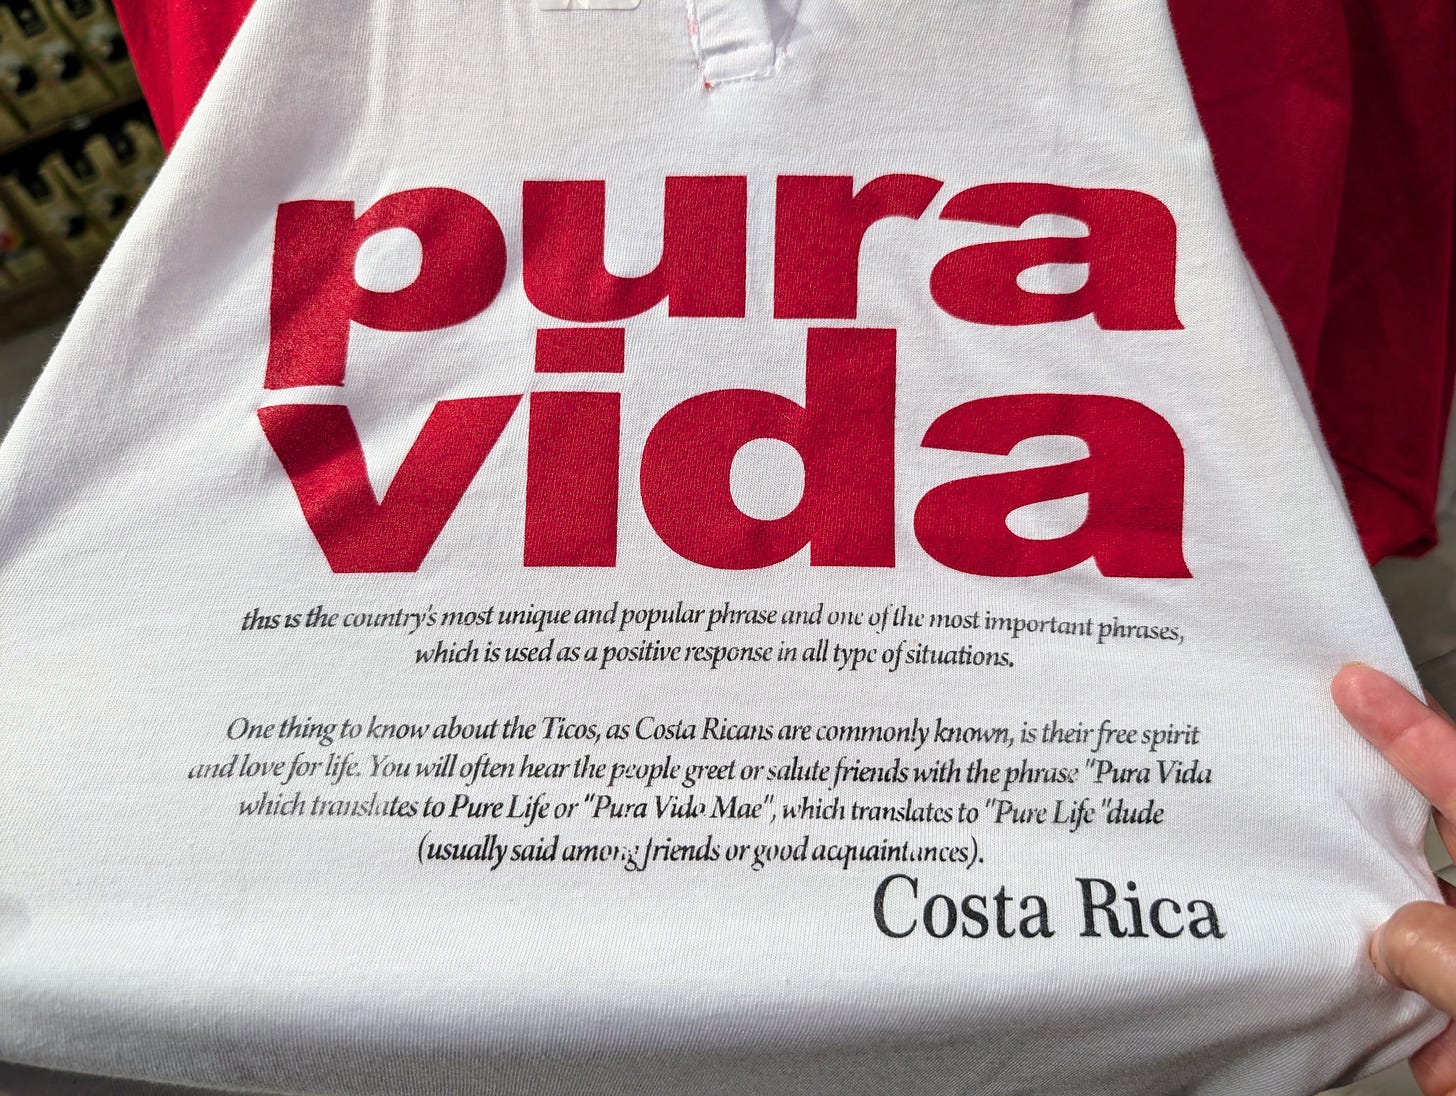 pura
vida
this is the country's most unique and popular phrase and one of the most important phrases,
which is used as a positive response in all type of situations.
One thing to know about the Ticos, as Costa Ricans are commonly known, is their free spirit
and love for life. You will often hear the people greet or salute friends with the phrase "Pura Vida
which translates to Pure Life or "Pura Vida Mae", which translates to "Pure Life "dude
(usually said among friends or good acquaintances).
Costa Rica